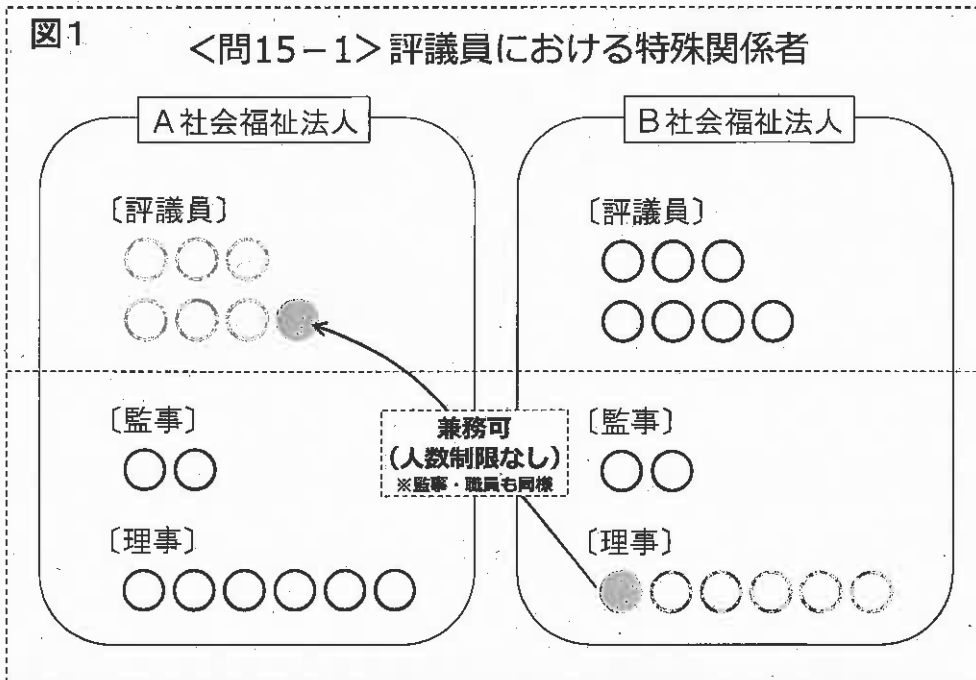 図1
<問15-1>評議員における特殊関係者
A社会福祉法人
B社会福祉法人
〔評議員〕
〔評議員〕
〔監事〕
兼務可
(人数制限なし)
※監事・職員も同様
〔監事〕
〔理事〕
〔理事〕